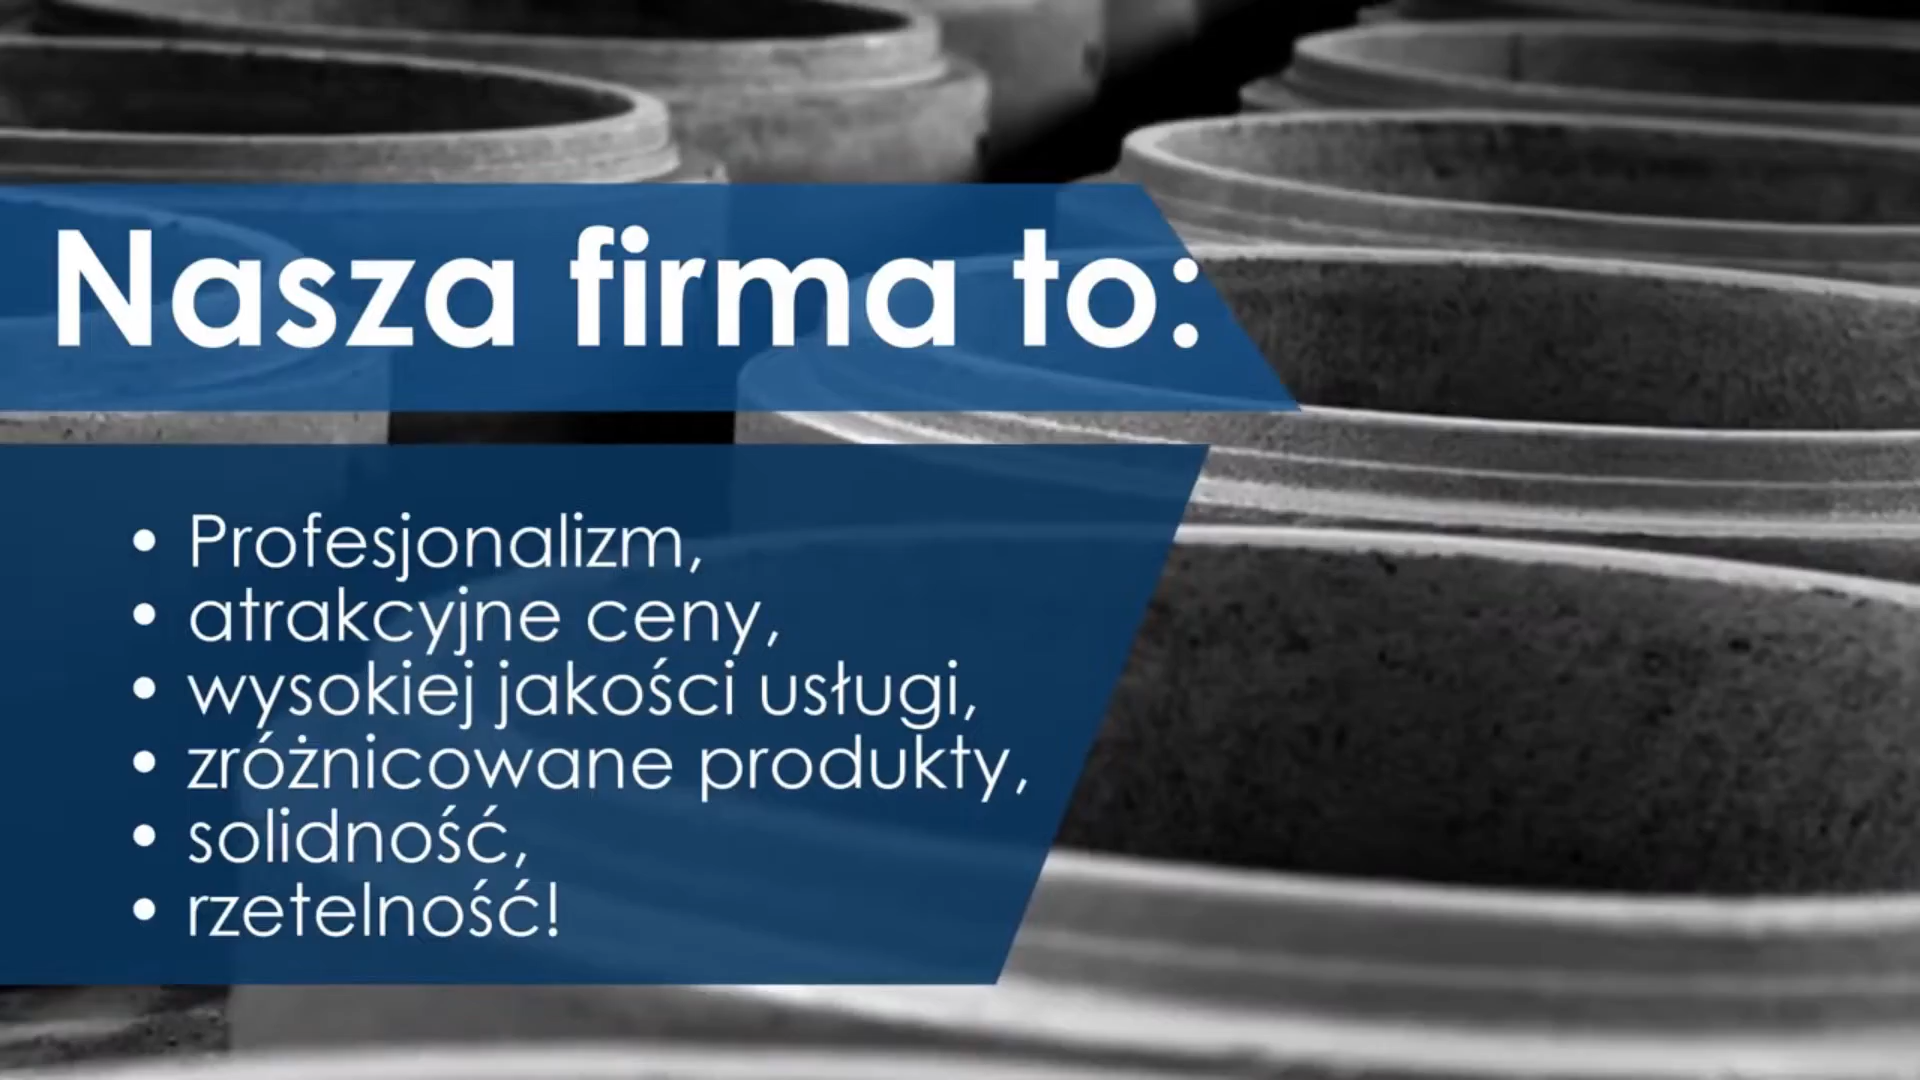 Nasza firma to:
• Profesjonalizm,
• atrakcyjne ceny,
• wysokiej jakości usługi,
• zróżnicowane produkty,
• solidność,
• rzetelność!